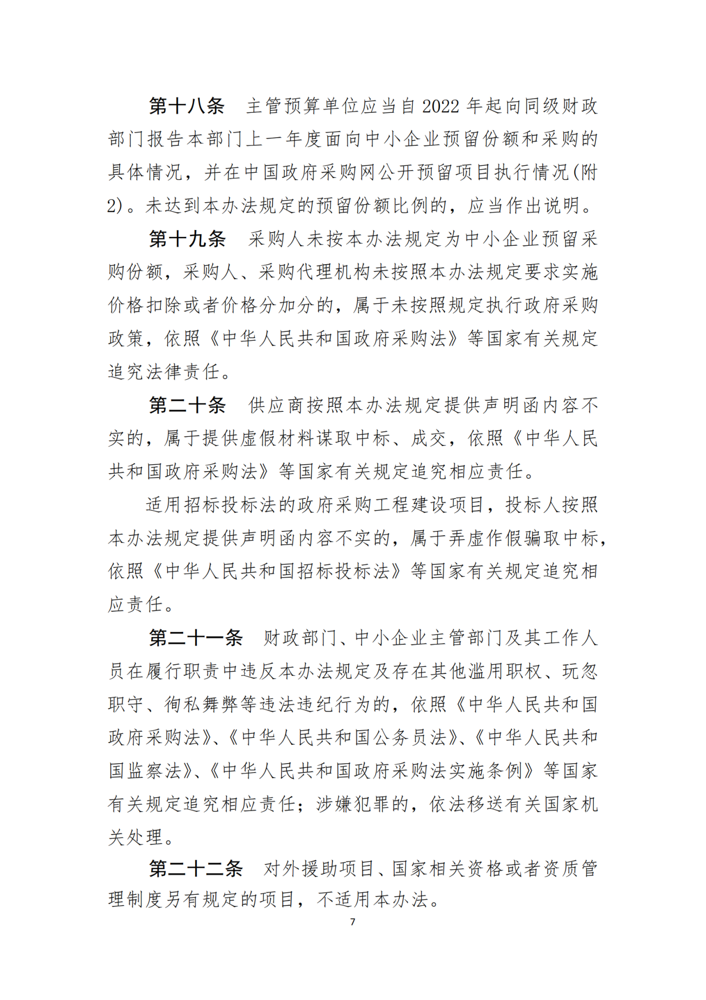 第十八条　主管预算单位应当自 2022 年起向同级财政
部门报告本部门上一年度面向中小企业预留份额和采购的
具体情况，并在中国政府采购网公开预留项目执行情况(附
2)。未达到本办法规定的预留份额比例的，应当作出说明。
第十九条　采购人未按本办法规定为中小企业预留采
购份额，采购人、采购代理机构未按照本办法规定要求实施
价格扣除或者价格分加分的，属于未按照规定执行政府采购
政策，依照《中华人民共和国政府采购法》等国家有关规定
追究法律责任。
第二十条　供应商按照本办法规定提供声明函内容不
实的，属于提供虚假材料谋取中标、成交，依照《中华人民
共和国政府采购法》等国家有关规定追究相应责任。
适用招标投标法的政府采购工程建设项目，投标人按照
本办法规定提供声明函内容不实的，属于弄虚作假骗取中标，
依照《中华人民共和国招标投标法》等国家有关规定追究相
应责任。
第二十一条　财政部门、中小企业主管部门及其工作人
员在履行职责中违反本办法规定及存在其他滥用职权、玩忽
职守、徇私舞弊等违法违纪行为的，依照《中华人民共和国
政府采购法》、《中华人民共和国公务员法》、《中华人民共和
国监察法》、《中华人民共和国政府采购法实施条例》等国家
有关规定追究相应责任；涉嫌犯罪的，依法移送有关国家机
关处理。
第二十二条　对外援助项目、国家相关资格或者资质管
理制度另有规定的项目，不适用本办法。
7